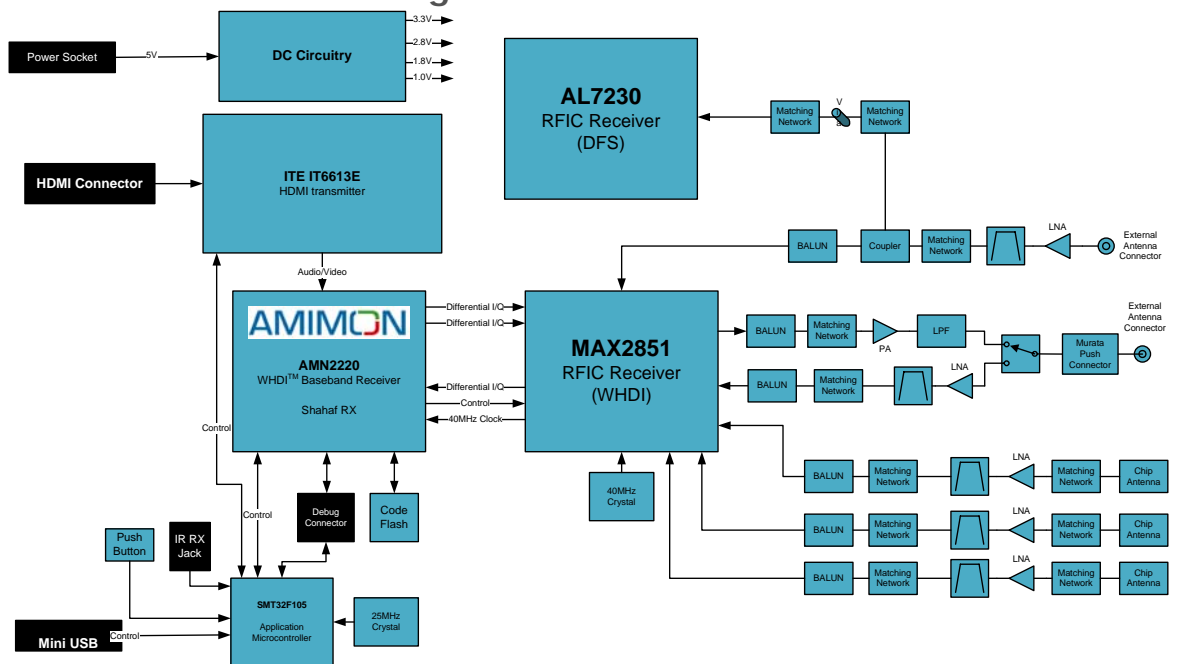 3.3V
Power Socket
5V
DC Circuitry
2.8V
1.8V
1.0V
AL7230
RFIC Receiver
(DFS)
Matching
Network
Via
Matching
Network
HDMI Connector
ITE IT6613E
HDMI transmitter
BALUN
Coupler
Matching
Network
LNA
External
Antenna
Connector
Audio/Video
AMIMON
AMN2220
WHDI™ Baseband Receiver
Shahaf RX
Differential I/Q
Differential I/Q
Differential I/Q
Control
40MHz Clock
MAX2851
RFIC Receiver
(WHDI)
BALUN
Matching
Network
PA
LPF
Murata
Push
Connector
External
Antenna
Connector
BALUN
Matching
Network
LNA
Control
Control
Debug
Connector
Code
Flash
40MHz
Crystal
BALUN
Matching
Network
LNA
Matching
Network
Chip
Antenna
BALUN
Matching
Network
LNA
Matching
Network
Chip
Antenna
BALUN
Matching
Network
LNA
Matching
Network
Chip
Antenna
Push
Button
IR RX
Jack
SMT32F105
Application
Microcontroller
25MHz
Crystal
Mini USB
Control